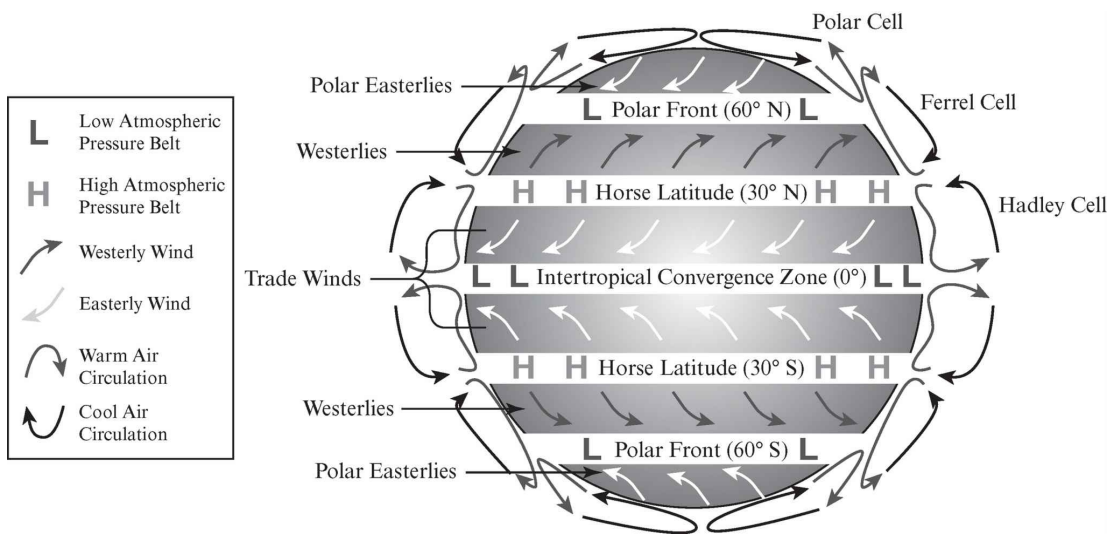 L
Low Atmospheric
Pressure Belt
H
High Atmospheric
Pressure Belt
Westerly Wind
Easterly Wind
Warm Air
Circulation
Cool Air
Circulation
Polar Cell
Polar Easterlies
L Polar Front (60° N) L
Ferrel Cell
Westerlies
H H Horse Latitude (30° N) H H
Hadley Cell
Trade Winds
L L Intertropical Convergence Zone (0°) L L
H H Horse Latitude (30° S) H H
Westerlies
L Polar Front (60° S) L
Polar Easterlies